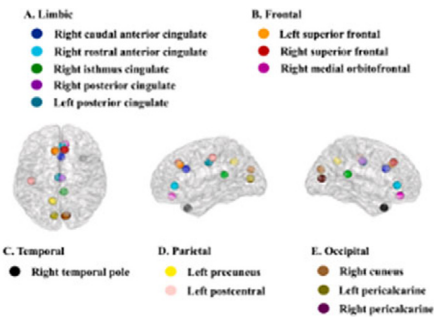 A. Limbic
Right caudal anterior cingulate
Right rostral anterior cingulate
Right isthmus cingulate
Right posterior cingulate
Left posterior cingulate
B. Frontal
Left superior frontal
Right superior frontal
Right medial orbitofrontal
C. Temporal
Right temporal pole
D. Parietal
Left precuneus
Left postcentral
E. Occipital
Right cuneus
Left pericalcarine
Right pericalcarine